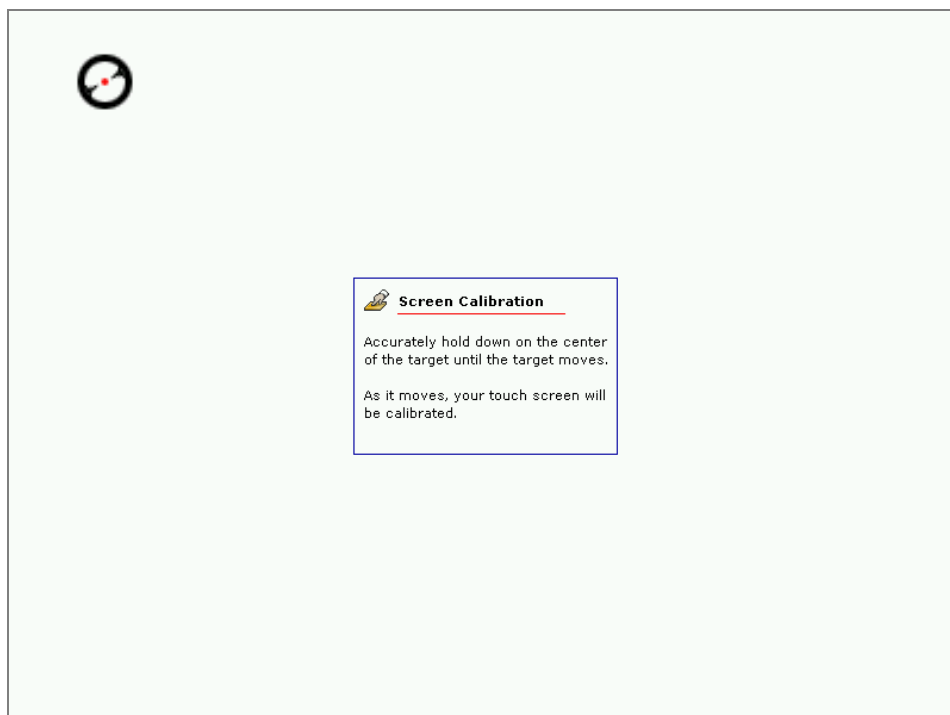 Screen Calibration
Accurately hold down on the center
of the target until the target moves.
As it moves, your touch screen will
be calibrated.